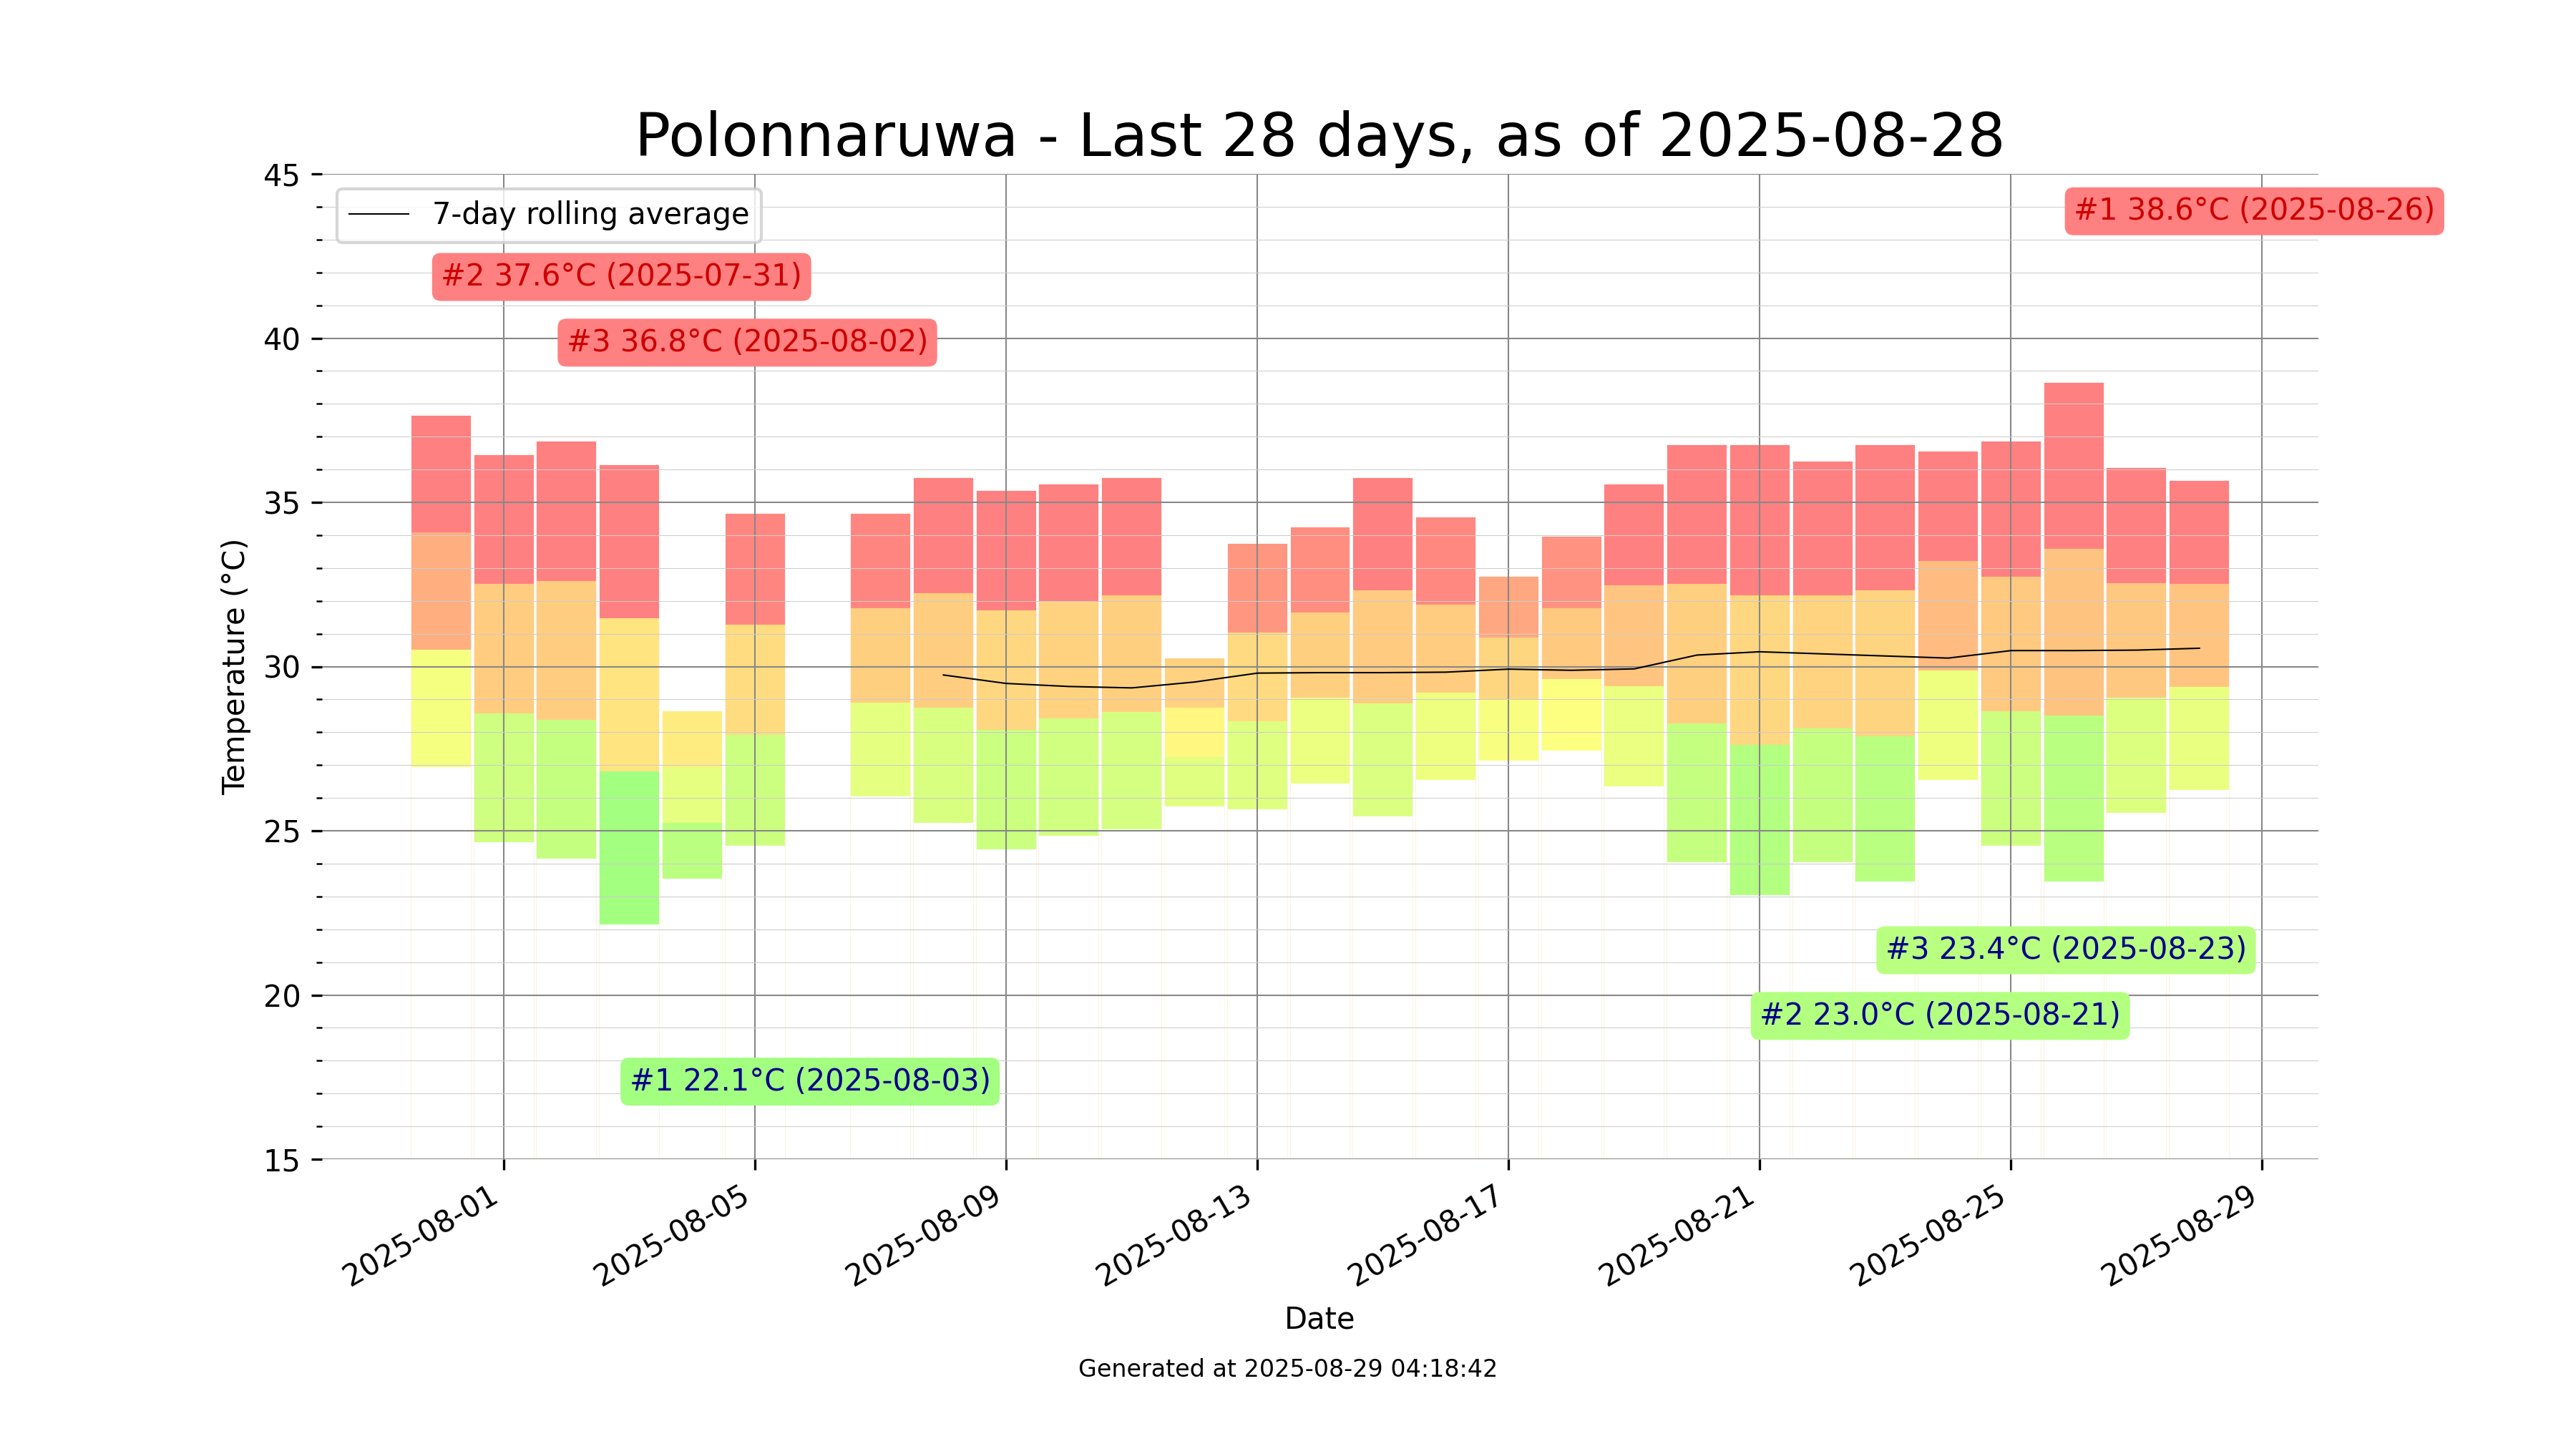 Polonnaruwa - Last 28 days, as of 2025-08-28
7-day rolling average
#1 38.6°C (2025-08-26)
#2 37.6°C (2025-07-31)
#3 36.8°C (2025-08-02)
#3 23.4°C (2025-08-23)
#2 23.0°C (2025-08-21)
#1 22.1°C (2025-08-03)
Temperature (°C)
45
40
35
30
25
20
15
2025-08-01
2025-08-05
2025-08-09
2025-08-13
2025-08-17
2025-08-21
2025-08-25
2025-08-29
Date
Generated at 2025-08-29 04:18:42